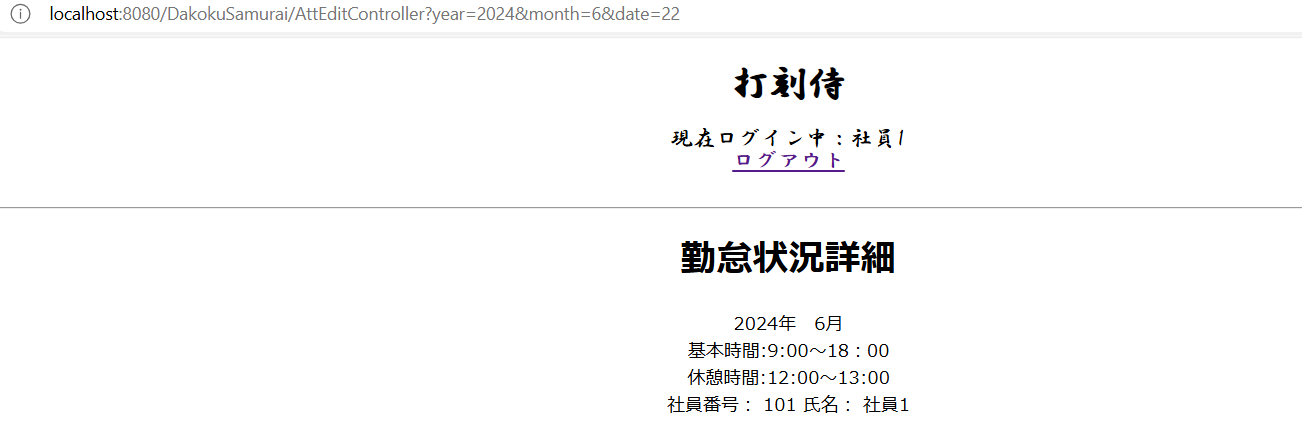 localhost:8080/DakokuSamurai/AttEditController?year=2024&month=6&date=22
打刻侍
現在ログイン中：社員1
ログアウト
勤怠状況詳細
2024年　6月
基本時間:9:00～18：00
休憩時間:12:00～13:00
社員番号： 101 氏名： 社員1